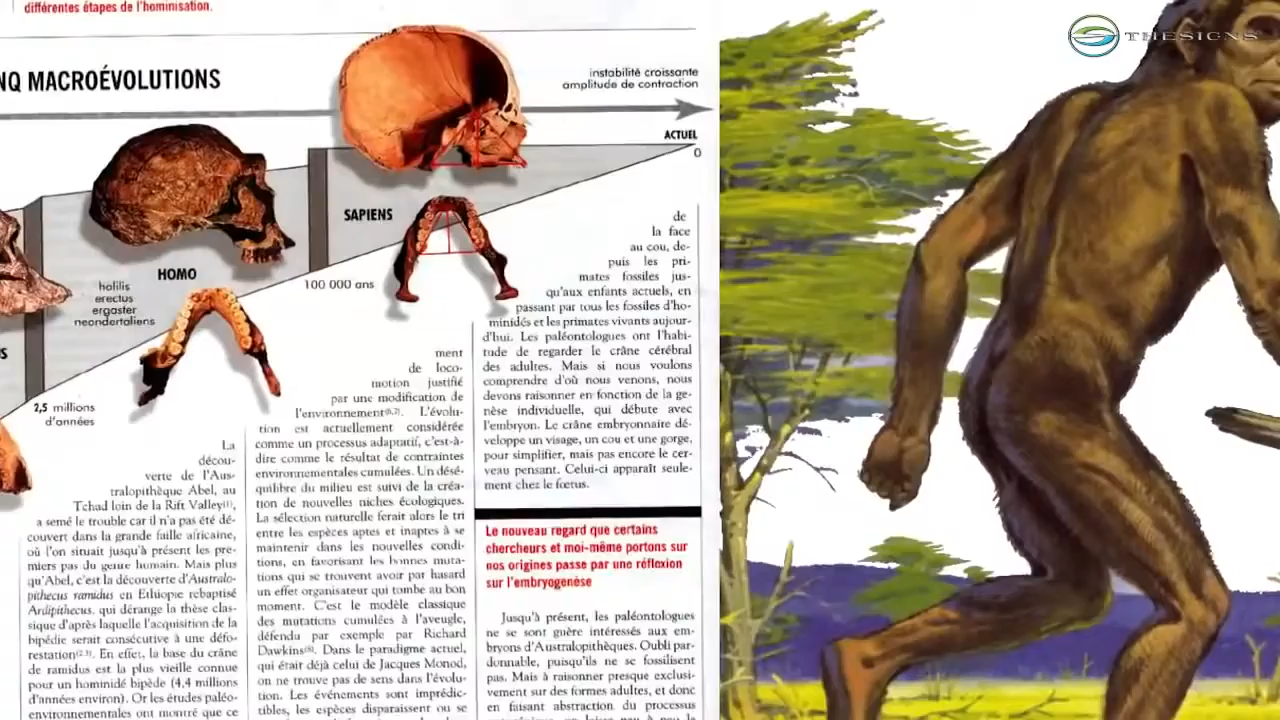 différentes étapes de l'hominisation.
NQ MACROÉVOLUTIONS
instabilité croissante
amplitude de contraction
ACTUEL
0
SAPIENS
100 000 ans
HOMO
halilis
erectus
ergaster
neondertaliens
S
2,5 millions
d'années
La
décou-
verte de l'Aus-
tralopithèque Abel, au
Tchad loin de la Rift Valley(1),
a semé le trouble car il n'a pas été dé-
couvert dans la grande faille africaine,
où l'on situait jusqu'à présent les pre-
miers pas du genre humain. Mais plus
qu'Abel, c'est la découverte d'Australo-
pithecus ramidus en Ethiopie rebaptisé
Ardipithecus, qui dérange la thèse clas-
sique d'après laquelle l'acquisition de la
bipédie serait consécutive à une défo-
restation(2,3). En effet, la base du crâne
de ramidus est la plus vieille connue
pour un hominidé bipède (4,4 millions
d'années environ). Or les études paléo-
environnementales ont montré que ce
ment
de loco-
motion justifié
par une modification de
l'environnement(6,7). L'évolu-
tion est actuellement considérée
comme un processus adaptatif, c'est-à-
dire comme le résultat de contraintes
environnementales cumulées. Un désé-
quilibre du milieu est suivi de la créa-
tion de nouvelles niches écologiques.
La sélection naturelle ferait alors le tri
entre les espèces aptes et inaptes à se
maintenir dans les nouvelles condi-
tions, en favorisant les bonnes muta-
tions qui se trouvent avoir par hasard
un effet organisateur qui tombe au bon
moment. C'est le modèle classique
des mutations cumulées à l'aveugle,
défendu par exemple par Richard
Dawkins(8). Dans le paradigme actuel,
qui était déjà celui de Jacques Monod,
on ne trouve pas de sens dans l'évolu-
tion. Les événements sont imprédic-
tibles, les espèces disparaissent ou se
de
la face
au cou, de-
puis les pri-
mates fossiles jus-
qu'aux enfants actuels, en
passant par tous les fossiles d'ho-
minidés et les primates vivants aujour-
d'hui. Les paléontologues ont l'habi-
tude de regarder le crâne cérébral
des adultes. Mais si nous voulons
comprendre d'où nous venons, nous
devons raisonner en fonction de la ge-
nèse individuelle, qui débute avec
l'embryon. Le crâne embryonnaire dé-
veloppe un visage, un cou et une gorge,
pour simplifier, mais pas encore le cer-
veau pensant. Celui-ci apparaît seule-
ment chez le fœtus.
Le nouveau regard que certains
chercheurs et moi-même portons sur
nos origines passe par une réflexion
sur l'embryogenèse
Jusqu'à présent, les paléontologues
ne se sont guère intéressés aux em-
bryons d'Australopithèques. Oubli par-
donnable, puisqu'ils ne se fossilisent
pas. Mais à raisonner presque exclusi-
vement sur des formes adultes, et donc
en faisant abstraction du processus
THESIGNS